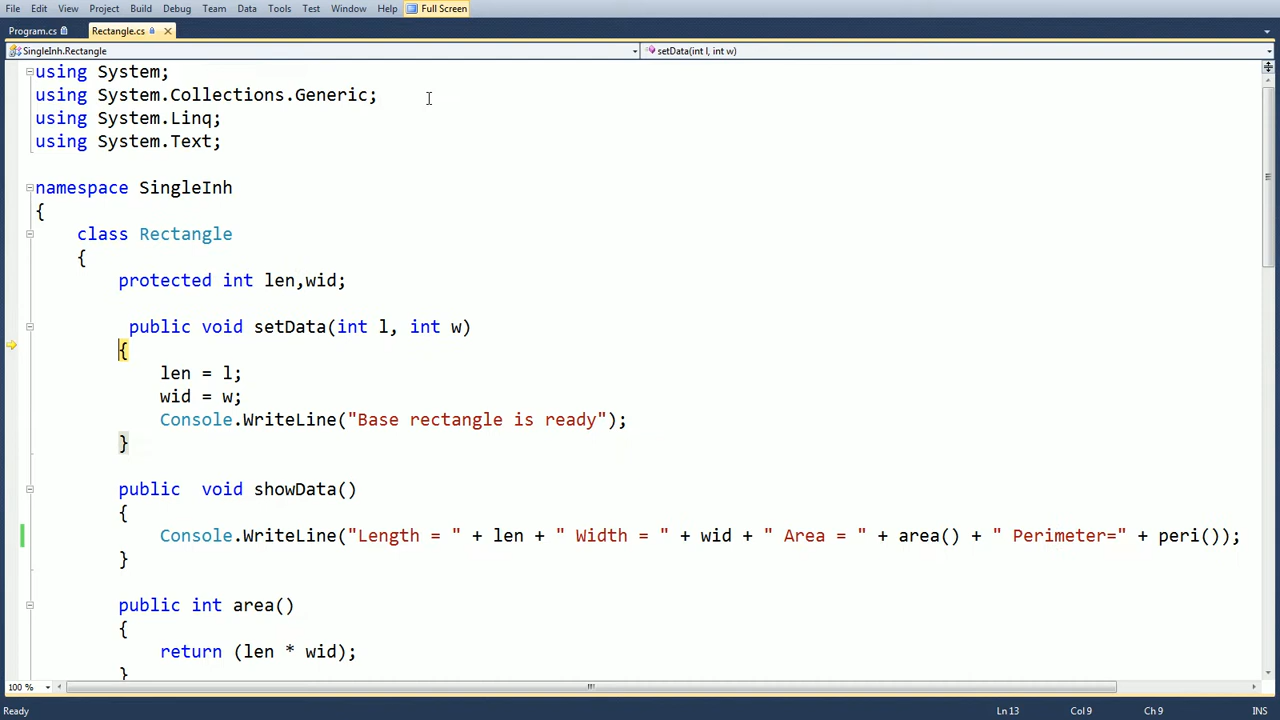 File Edit View Project Build Debug Team Data Tools Test Window Help Full Screen
Program.cs Rectangle.cs
SingleInh.Rectangle setData(int l, int w)
using System;
using System.Collections.Generic;
using System.Linq;
using System.Text;
namespace SingleInh
{
class Rectangle
{
protected int len,wid;
public void setData(int l, int w)
{
len = l;
wid = w;
Console.WriteLine("Base rectangle is ready");
}
public  void showData()
{
Console.WriteLine("Length = " + len + " Width = " + wid + " Area = " + area() + " Perimeter=" + peri());
}
public int area()
{
return (len * wid);
}
100 %
Ready Ln 13 Col 9 Ch 9 INS